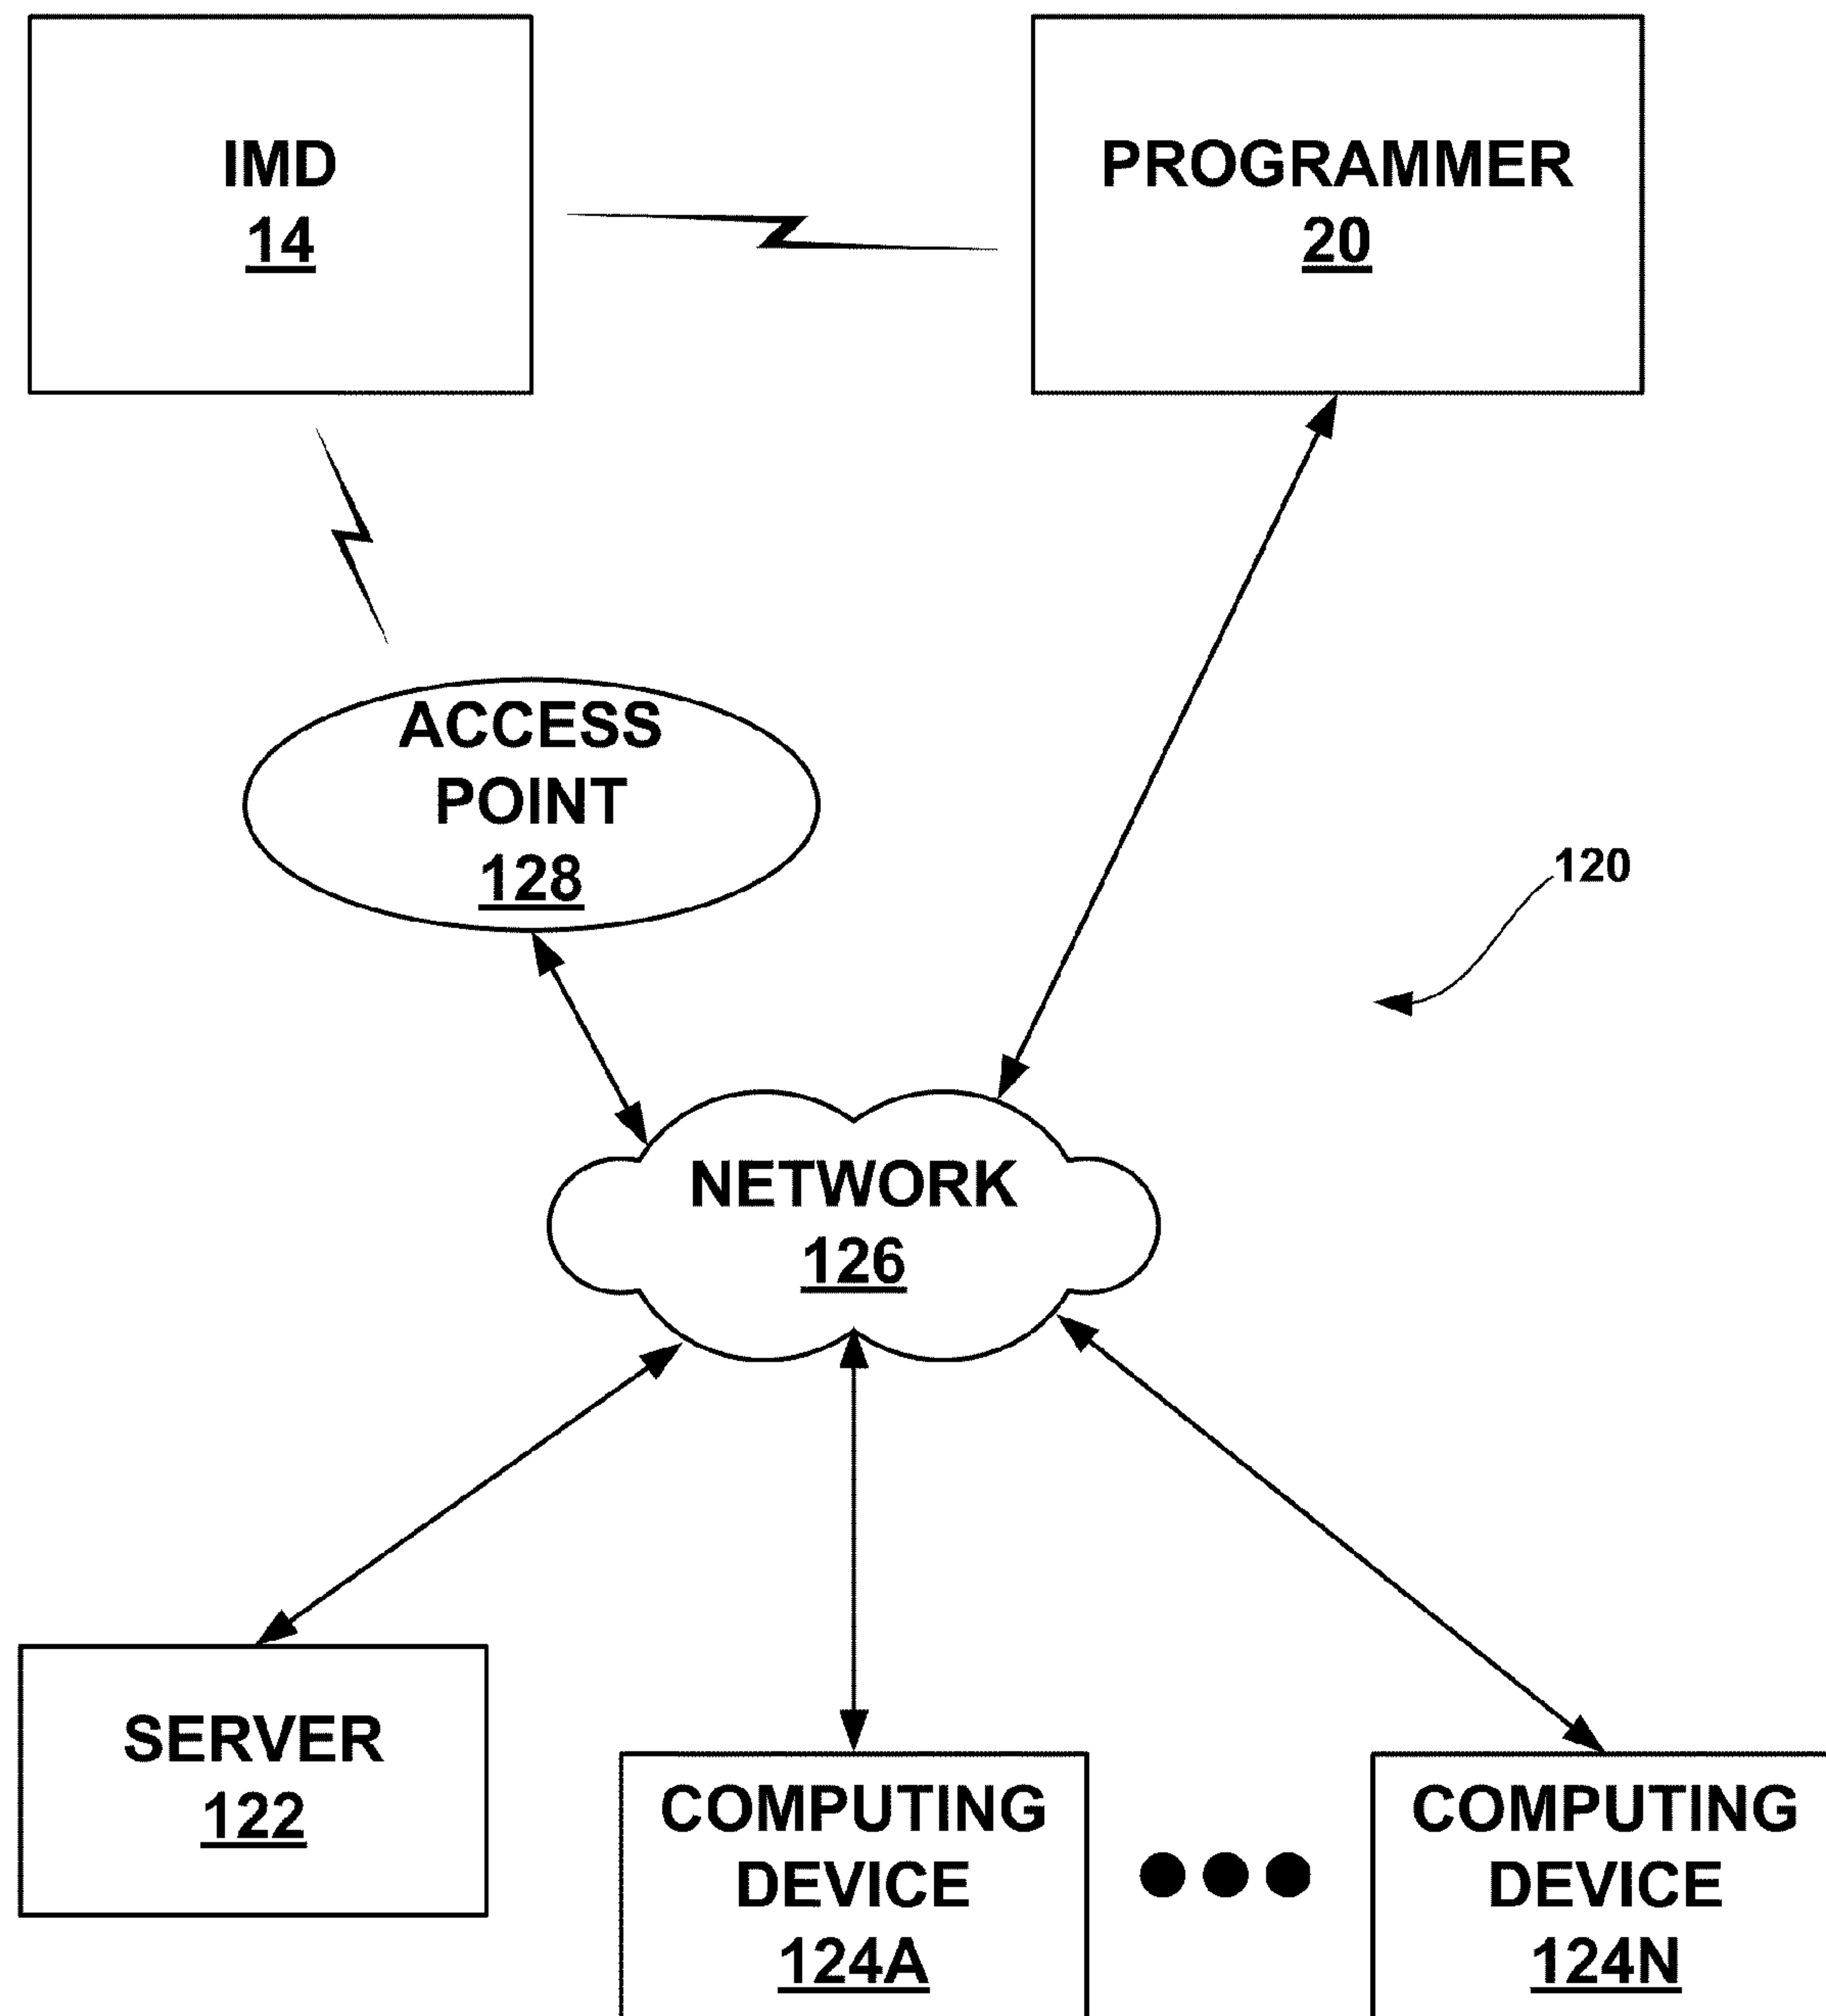 IMD
14
PROGRAMMER
20
ACCESS
POINT
128
120
NETWORK
126
SERVER
122
COMPUTING
DEVICE
124A
COMPUTING
DEVICE
124N